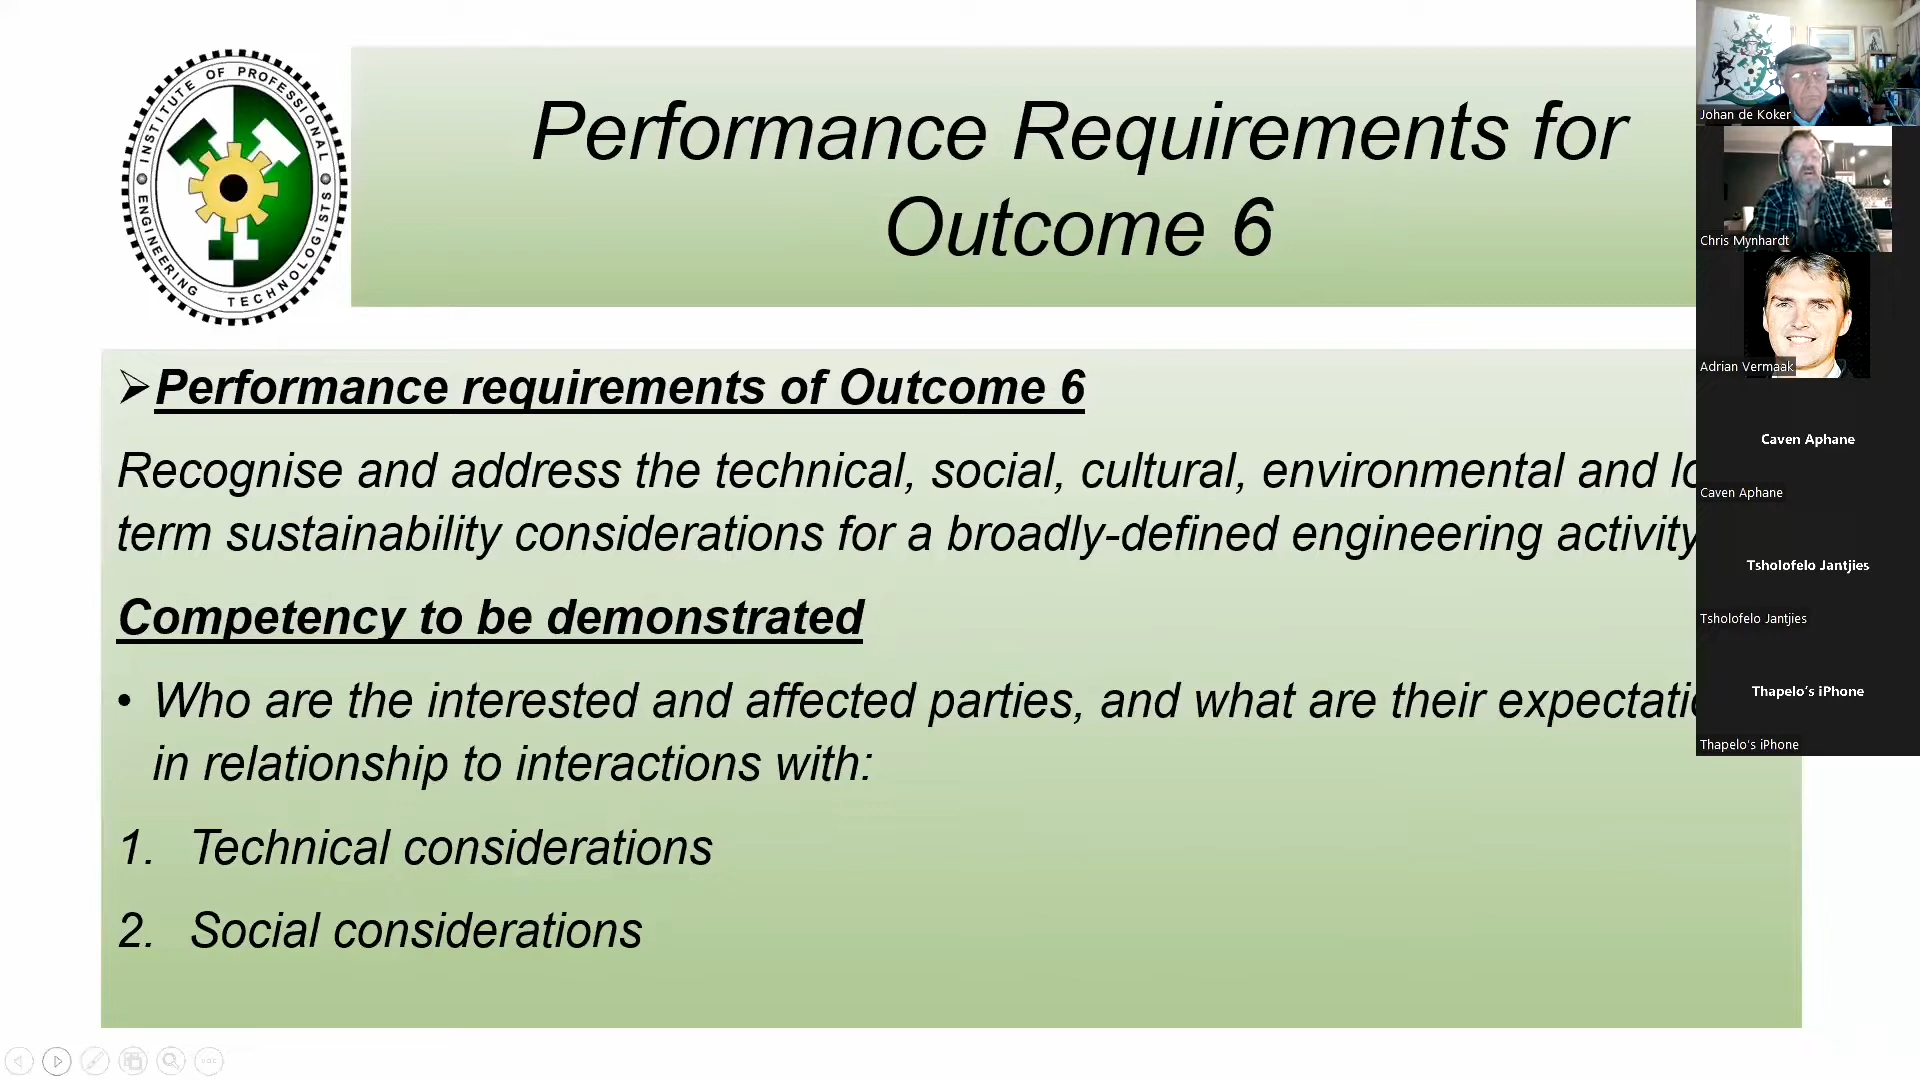 INSTITUTE OF PROFESSIONAL
ENGINEERING TECHNOLOGISTS
Performance Requirements for
Outcome 6
Performance requirements of Outcome 6
Recognise and address the technical, social, cultural, environmental and
term sustainability considerations for a broadly-defined engineering activity
Competency to be demonstrated
• Who are the interested and affected parties, and what are their
in relationship to interactions with:
1. Technical considerations
2. Social considerations
Johan de Koker
Chris Mynhardt
Adrian Vermaak
Caven Aphane
Caven Aphane
Tsholofelo Jantjies
Tsholofelo Jantjies
Thapelo's iPhone
Thapelo's iPhone